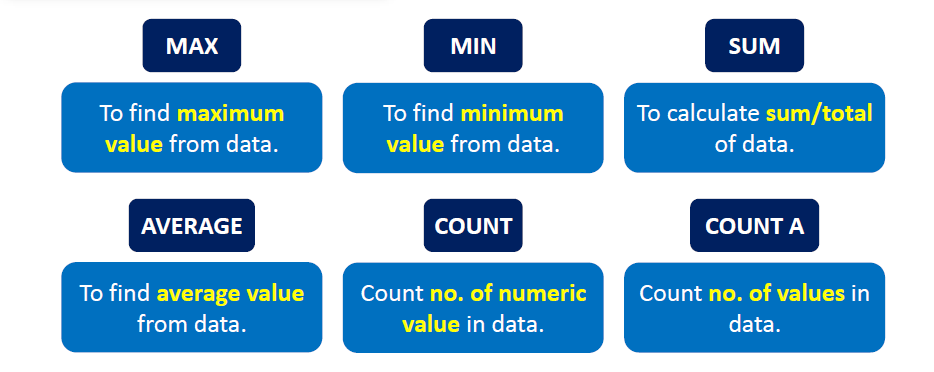 MAX
MIN
SUM
To find maximum
value from data.
To find minimum
value from data.
To calculate sum/total
of data.
AVERAGE
COUNT
COUNT A
To find average value
from data.
Count no. of numeric
value in data.
Count no. of values in
data.